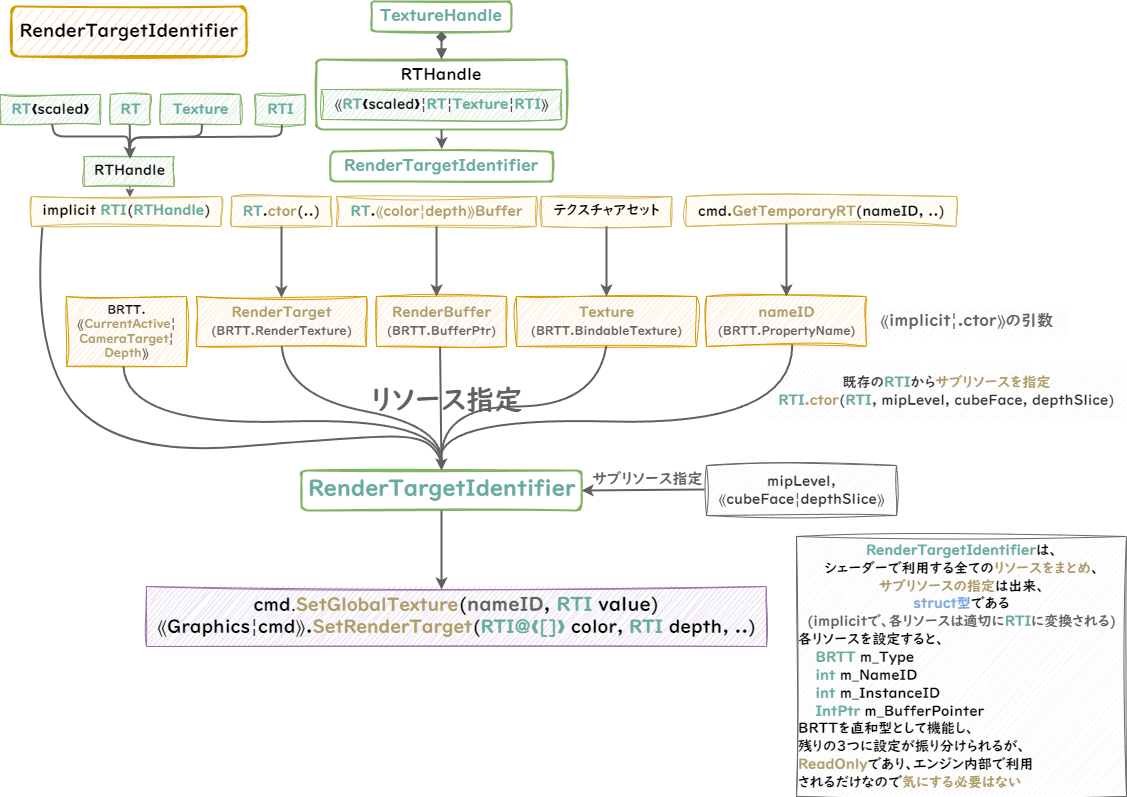 RenderTargetIdentifier
TextureHandle
RTHandle
《RT❰scaled❱¦RT¦Texture¦RTI》
RT❰scaled❱
RT
Texture
RTI
RTHandle
RenderTargetIdentifier
implicit RTI(RTHandle)
RT.ctor(..)
RT.《color¦depth》Buffer
テクスチャアセット
cmd.GetTemporaryRT(nameID, ..)
BRTT.
《CurrentActive¦
CameraTarget¦
Depth》
RenderTarget
(BRTT.RenderTexture)
RenderBuffer
(BRTT.BufferPtr)
Texture
(BRTT.BindableTexture)
nameID
(BRTT.PropertyName)
《implicit¦.ctor》の引数
リソース指定
既存のRTIからサブリソースを指定
RTI.ctor(RTI, mipLevel, cubeFace, depthSlice)
RenderTargetIdentifier
サブリソース指定
mipLevel,
《cubeFace¦depthSlice》
cmd.SetGlobalTexture(nameID, RTI value)
《Graphics¦cmd》.SetRenderTarget(RTI@❰[]❱ color, RTI depth, ..)
RenderTargetIdentifierは、
シェーダーで利用する全てのリソースをまとめ、
サブリソースの指定は出来、
struct型である
(implicitで、各リソースは適切にRTIに変換される)
各リソースを設定すると、
BRTT m_Type
int m_NameID
int m_InstanceID
IntPtr m_BufferPointer
BRTTを直和型として機能し、
残りの3つに設定が振り分けられるが、
ReadOnlyであり、エンジン内部で利用
されるだけなので気にする必要はない